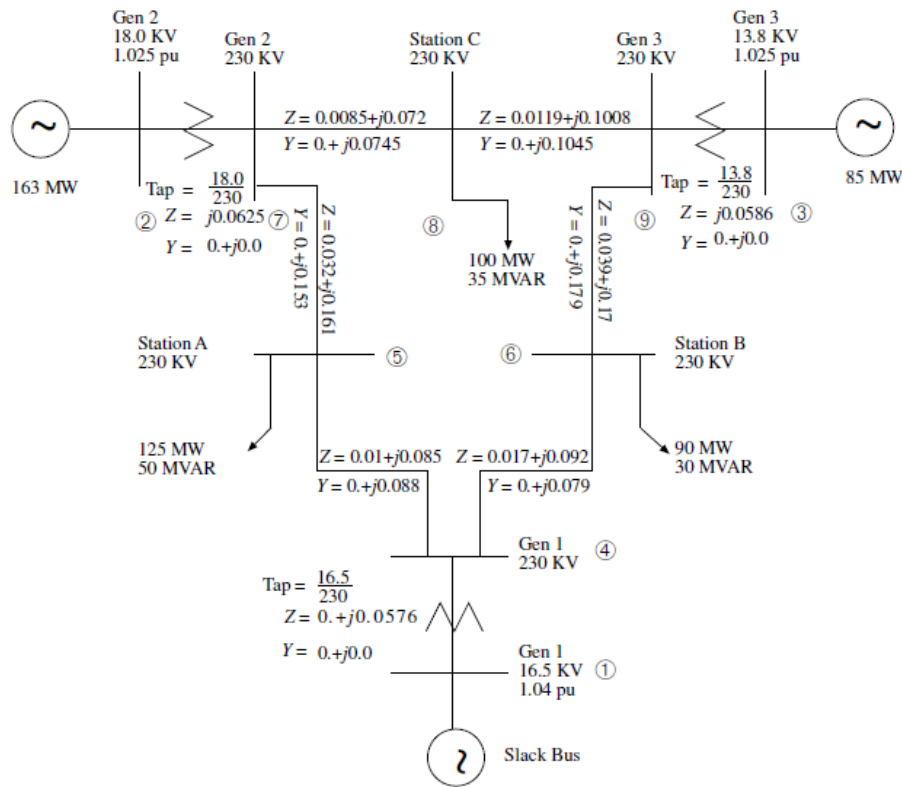 Gen 2
18.0 KV
1.025 pu
Gen 2
230 KV
Station C
230 KV
Gen 3
230 KV
Gen 3
13.8 KV
1.025 pu
~
163 MW
Z = 0.0085+j0.072
Y = 0.+ j0.0745
Z = 0.0119+j0.1008
Y = 0.+j0.1045
~
85 MW
Tap = 18.0/230
② Z = j0.0625 ⑦
Y = 0.+j0.0
Z = 0.032+j0.161
Y = 0.+j0.153
⑧
100 MW
35 MVAR
Tap = 13.8/230
⑨ Z = j0.0586 ③
Y = 0.+j0.0
Z = 0.039+j0.17
Y = 0.+j0.179
Station A
230 KV
⑤
⑥
Station B
230 KV
125 MW
50 MVAR
Z = 0.01+j0.085
Y = 0.+j0.088
Z = 0.017+j0.092
Y = 0.+j0.079
90 MW
30 MVAR
Gen 1
230 KV
④
Tap = 16.5/230
Z = 0.+j0.0576
Y = 0.+j0.0
Gen 1
16.5 KV ①
1.04 pu
~
Slack Bus